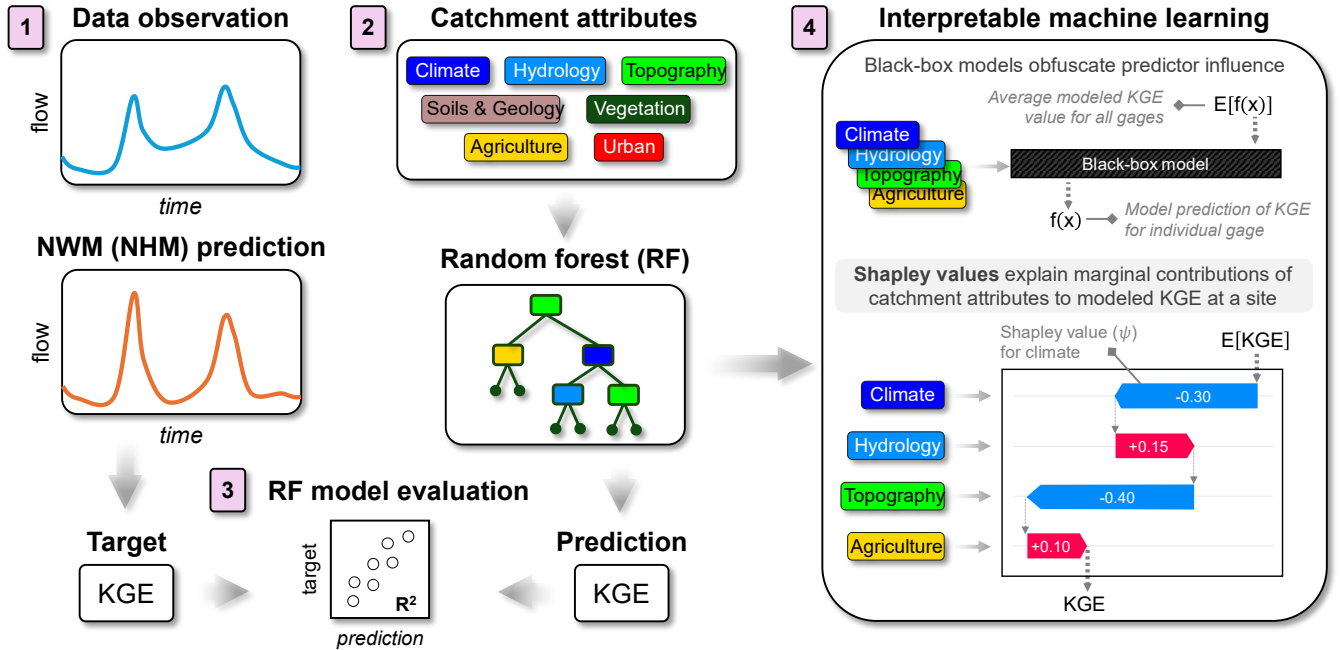 1
Data observation
flow
time
NWM (NHM) prediction
flow
time
2
Catchment attributes
Climate
Hydrology
Topography
Soils & Geology
Vegetation
Agriculture
Urban
Random forest (RF)
3
RF model evaluation
Target
KGE
target
R²
prediction
Prediction
KGE
4
Interpretable machine learning
Black-box models obfuscate predictor influence
Average modeled KGE
value for all gages
E[f(x)]
Climate
Hydrology
Topography
Agriculture
Black-box model
f(x)
Model prediction of KGE
for individual gage
Shapley values explain marginal contributions of
catchment attributes to modeled KGE at a site
Shapley value (ψ)
for climate
E[KGE]
Climate
-0.30
Hydrology
+0.15
Topography
-0.40
Agriculture
+0.10
KGE